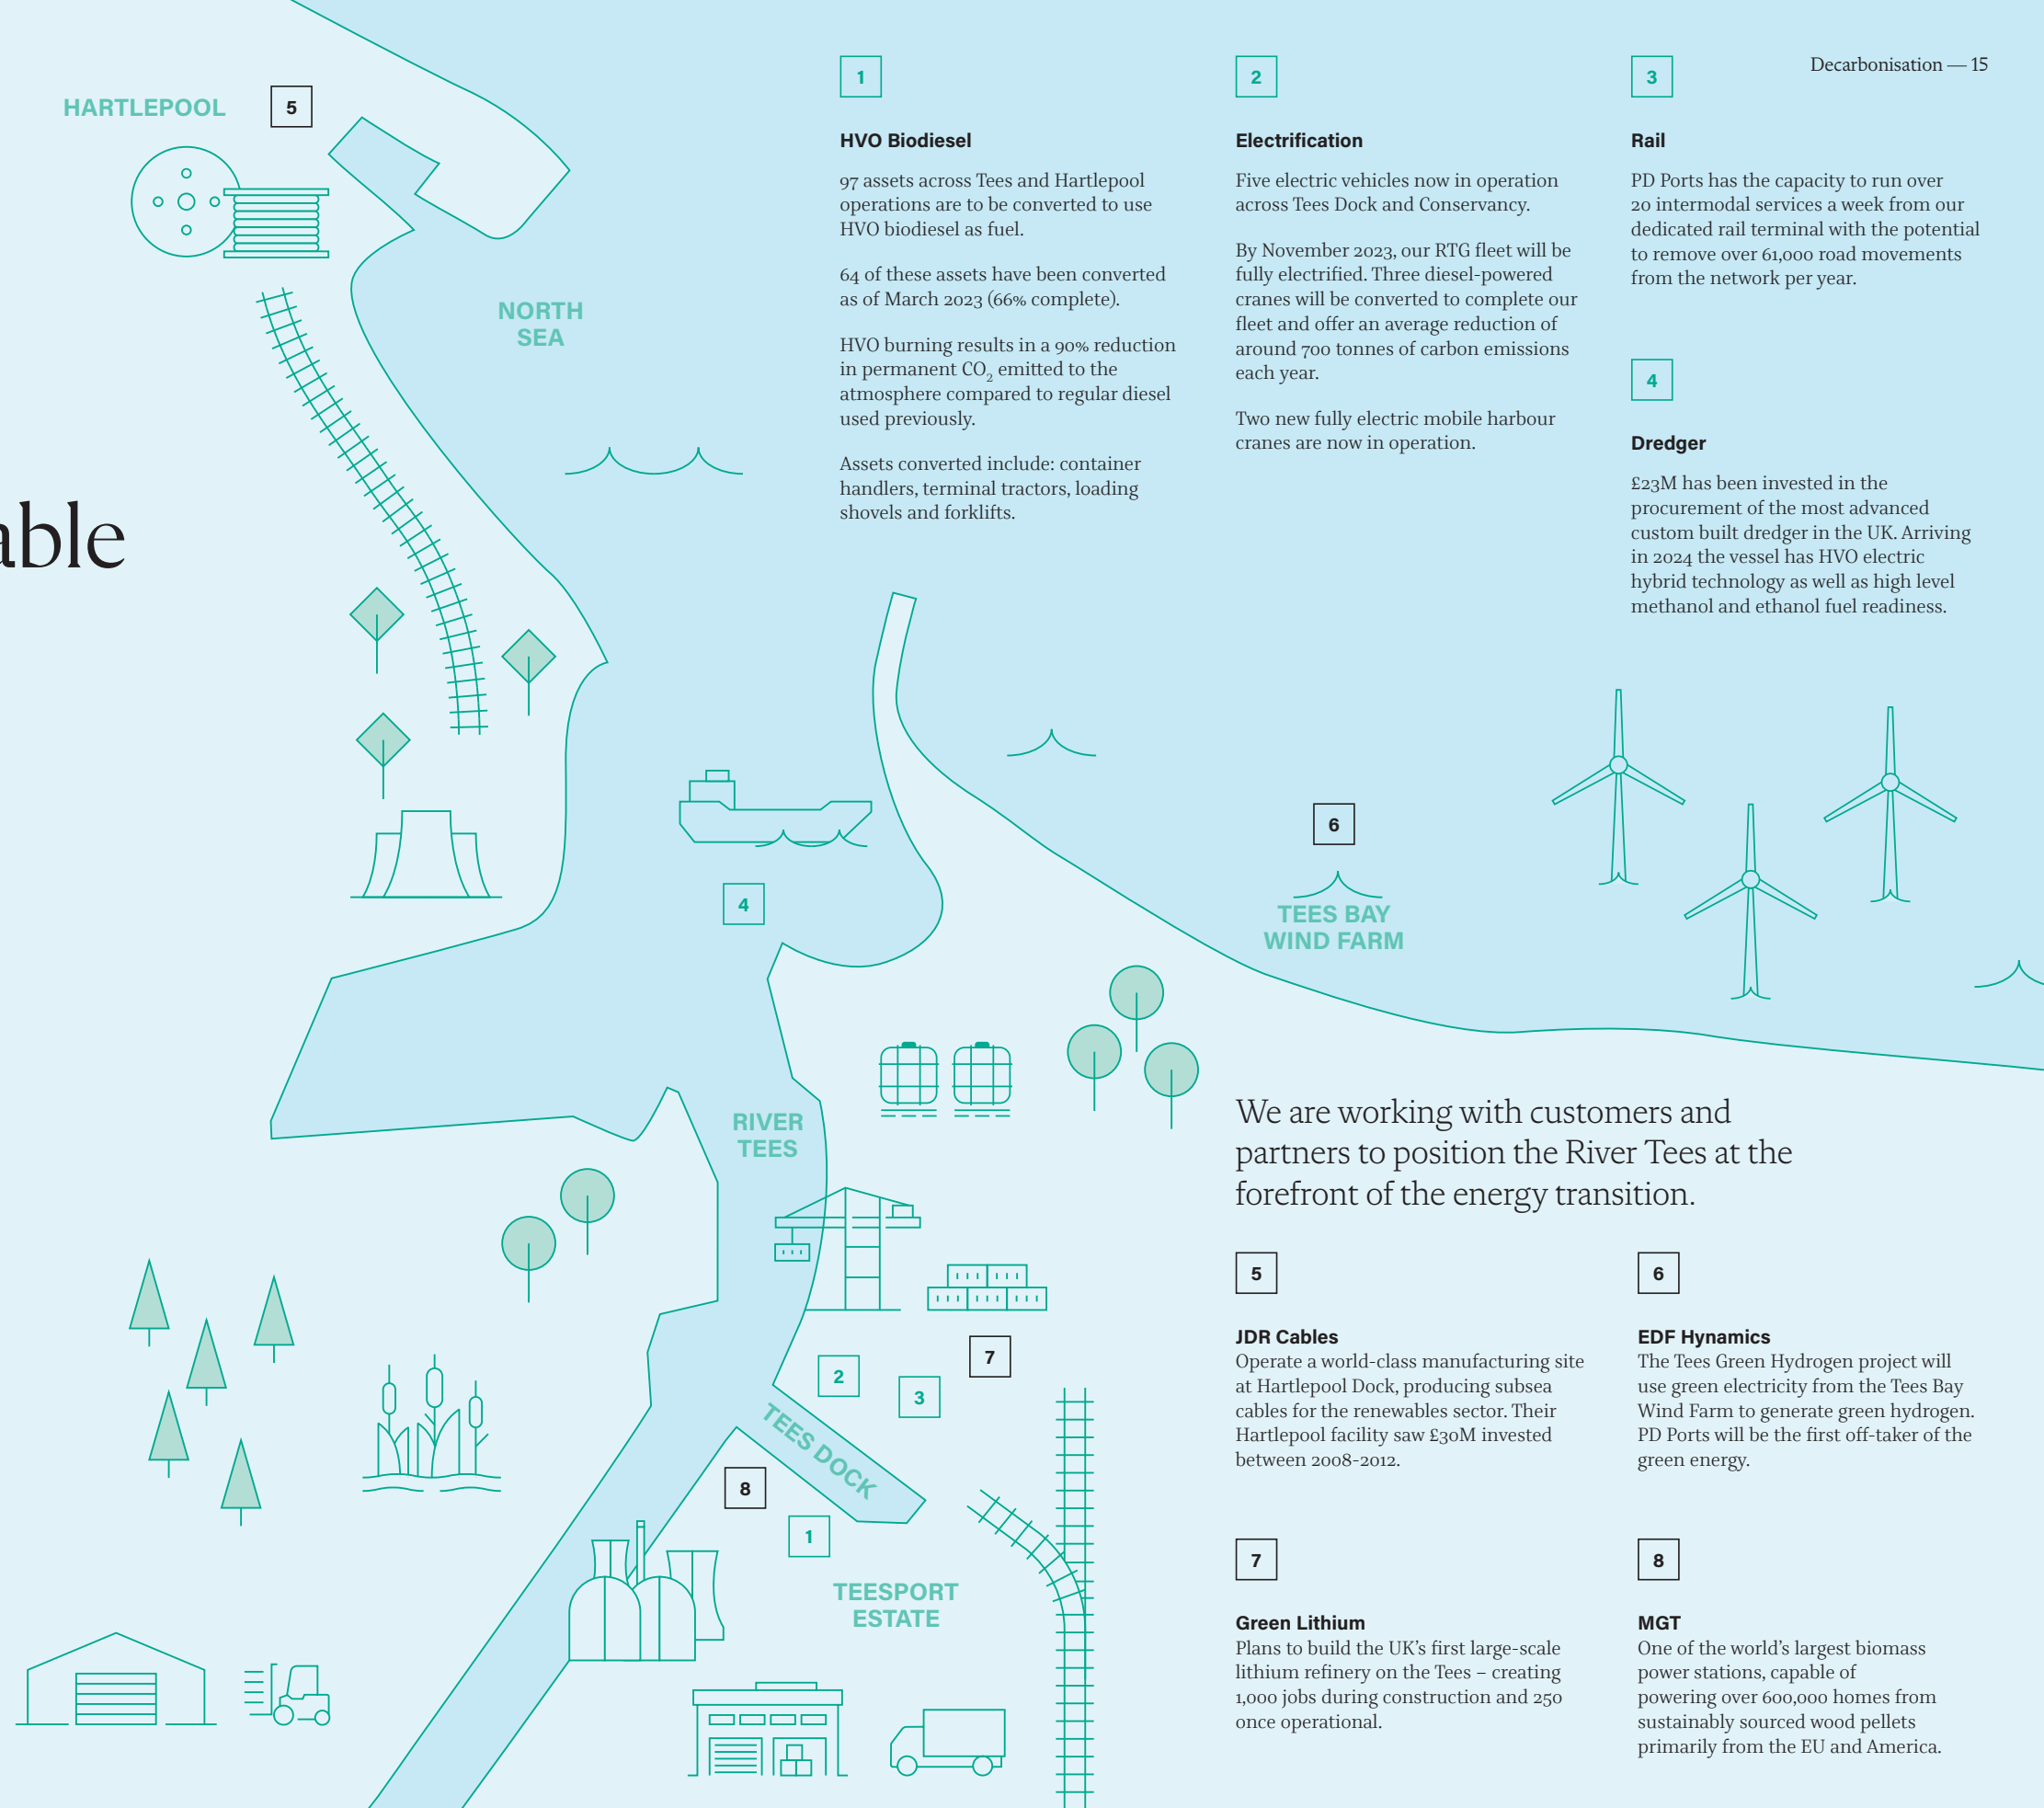 Decarbonisation — 15
able
HARTLEPOOL
5
NORTH
SEA
1
HVO Biodiesel
97 assets across Tees and Hartlepool
operations are to be converted to use
HVO biodiesel as fuel.
64 of these assets have been converted
as of March 2023 (66% complete).
HVO burning results in a 90% reduction
in permanent CO₂ emitted to the
atmosphere compared to regular diesel
used previously.
Assets converted include: container
handlers, terminal tractors, loading
shovels and forklifts.
2
Electrification
Five electric vehicles now in operation
across Tees Dock and Conservancy.
By November 2023, our RTG fleet will be
fully electrified. Three diesel-powered
cranes will be converted to complete our
fleet and offer an average reduction of
around 700 tonnes of carbon emissions
each year.
Two new fully electric mobile harbour
cranes are now in operation.
3
Rail
PD Ports has the capacity to run over
20 intermodal services a week from our
dedicated rail terminal with the potential
to remove over 61,000 road movements
from the network per year.
4
Dredger
£23M has been invested in the
procurement of the most advanced
custom built dredger in the UK. Arriving
in 2024 the vessel has HVO electric
hybrid technology as well as high level
methanol and ethanol fuel readiness.
6
TEES BAY
WIND FARM
4
RIVER
TEES
2
3
7
TEES DOCK
8
1
TEESPORT
ESTATE
We are working with customers and
partners to position the River Tees at the
forefront of the energy transition.
5
JDR Cables
Operate a world-class manufacturing site
at Hartlepool Dock, producing subsea
cables for the renewables sector. Their
Hartlepool facility saw £30M invested
between 2008-2012.
6
EDF Hynamics
The Tees Green Hydrogen project will
use green electricity from the Tees Bay
Wind Farm to generate green hydrogen.
PD Ports will be the first off-taker of the
green energy.
7
Green Lithium
Plans to build the UK’s first large-scale
lithium refinery on the Tees – creating
1,000 jobs during construction and 250
once operational.
8
MGT
One of the world’s largest biomass
power stations, capable of
powering over 600,000 homes from
sustainably sourced wood pellets
primarily from the EU and America.